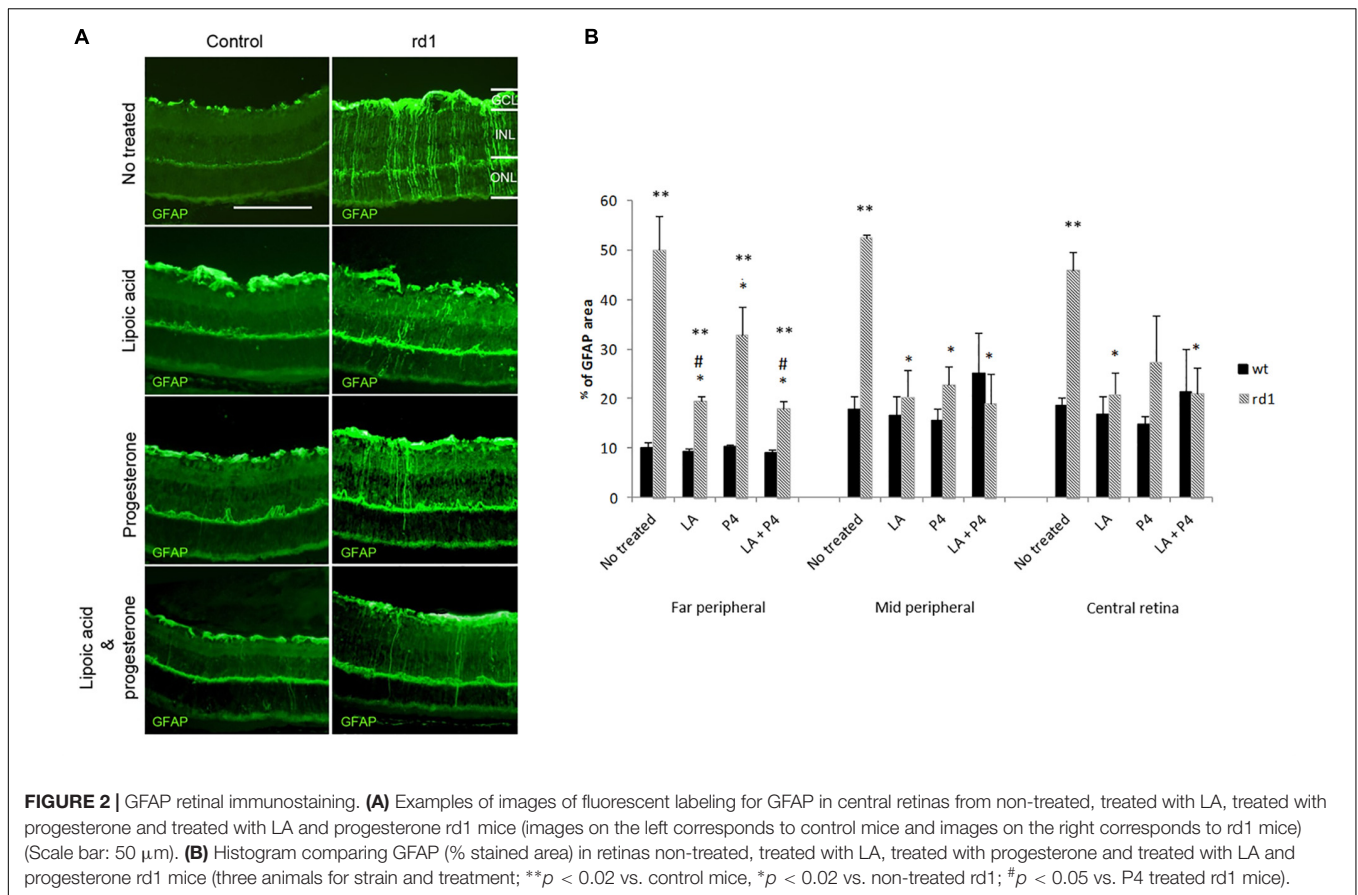 A
Control
rd1
No treated
GCL
INL
ONL
GFAP
GFAP
Lipoic acid
GFAP
GFAP
Progesterone
GFAP
GFAP
Lipoic acid
&
progesterone
GFAP
GFAP
B
% of GFAP area
60
50
40
30
20
10
0
**
**
#
*
**
*
**
#
*
**
*
*
*
**
*
*
wt
rd1
No treated
LA
P4
LA + P4
No treated
LA
P4
LA + P4
No treated
LA
P4
LA + P4
Far peripheral
Mid peripheral
Central retina
FIGURE 2 | GFAP retinal immunostaining. (A) Examples of images of fluorescent labeling for GFAP in central retinas from non-treated, treated with LA, treated with
progesterone and treated with LA and progesterone rd1 mice (images on the left corresponds to control mice and images on the right corresponds to rd1 mice)
(Scale bar: 50 μm). (B) Histogram comparing GFAP (% stained area) in retinas non-treated, treated with LA, treated with progesterone and treated with LA and
progesterone rd1 mice (three animals for strain and treatment; **p < 0.02 vs. control mice, *p < 0.02 vs. non-treated rd1; #p < 0.05 vs. P4 treated rd1 mice).